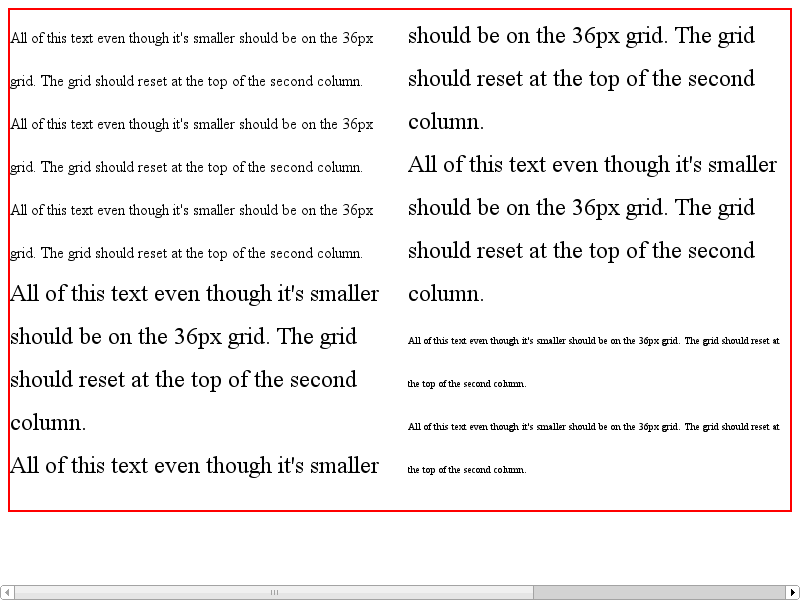 All of this text even though it's smaller should be on the 36px
grid. The grid should reset at the top of the second column.
All of this text even though it's smaller should be on the 36px
grid. The grid should reset at the top of the second column.
All of this text even though it's smaller should be on the 36px
grid. The grid should reset at the top of the second column.
All of this text even though it's smaller
should be on the 36px grid. The grid
should reset at the top of the second
column.
All of this text even though it's smaller
should be on the 36px grid. The grid
should reset at the top of the second
column.
All of this text even though it's smaller
should be on the 36px grid. The grid
should reset at the top of the second
column.
All of this text even though it's smaller should be on the 36px grid. The grid should reset at
the top of the second column.
All of this text even though it's smaller should be on the 36px grid. The grid should reset at
the top of the second column.